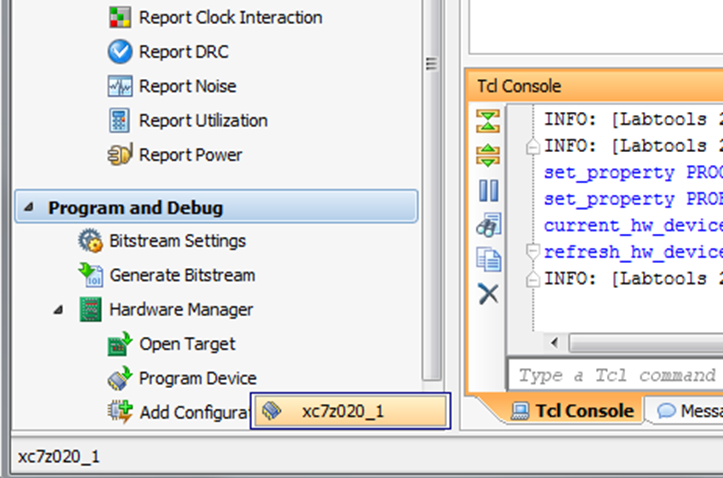 Report Clock Interaction
Report DRC
Report Noise
Report Utilization
Report Power
Program and Debug
Bitstream Settings
Generate Bitstream
Hardware Manager
Open Target
Program Device
Add Configurat
xc7z020_1
xc7z020_1
Tcl Console
INFO: [Labtools 2
INFO: [Labtools 2
set_property PROG
set_property PROB
current_hw_device
refresh_hw_device
INFO: [Labtools 2
Type a Tcl command
Tcl Console
Messa